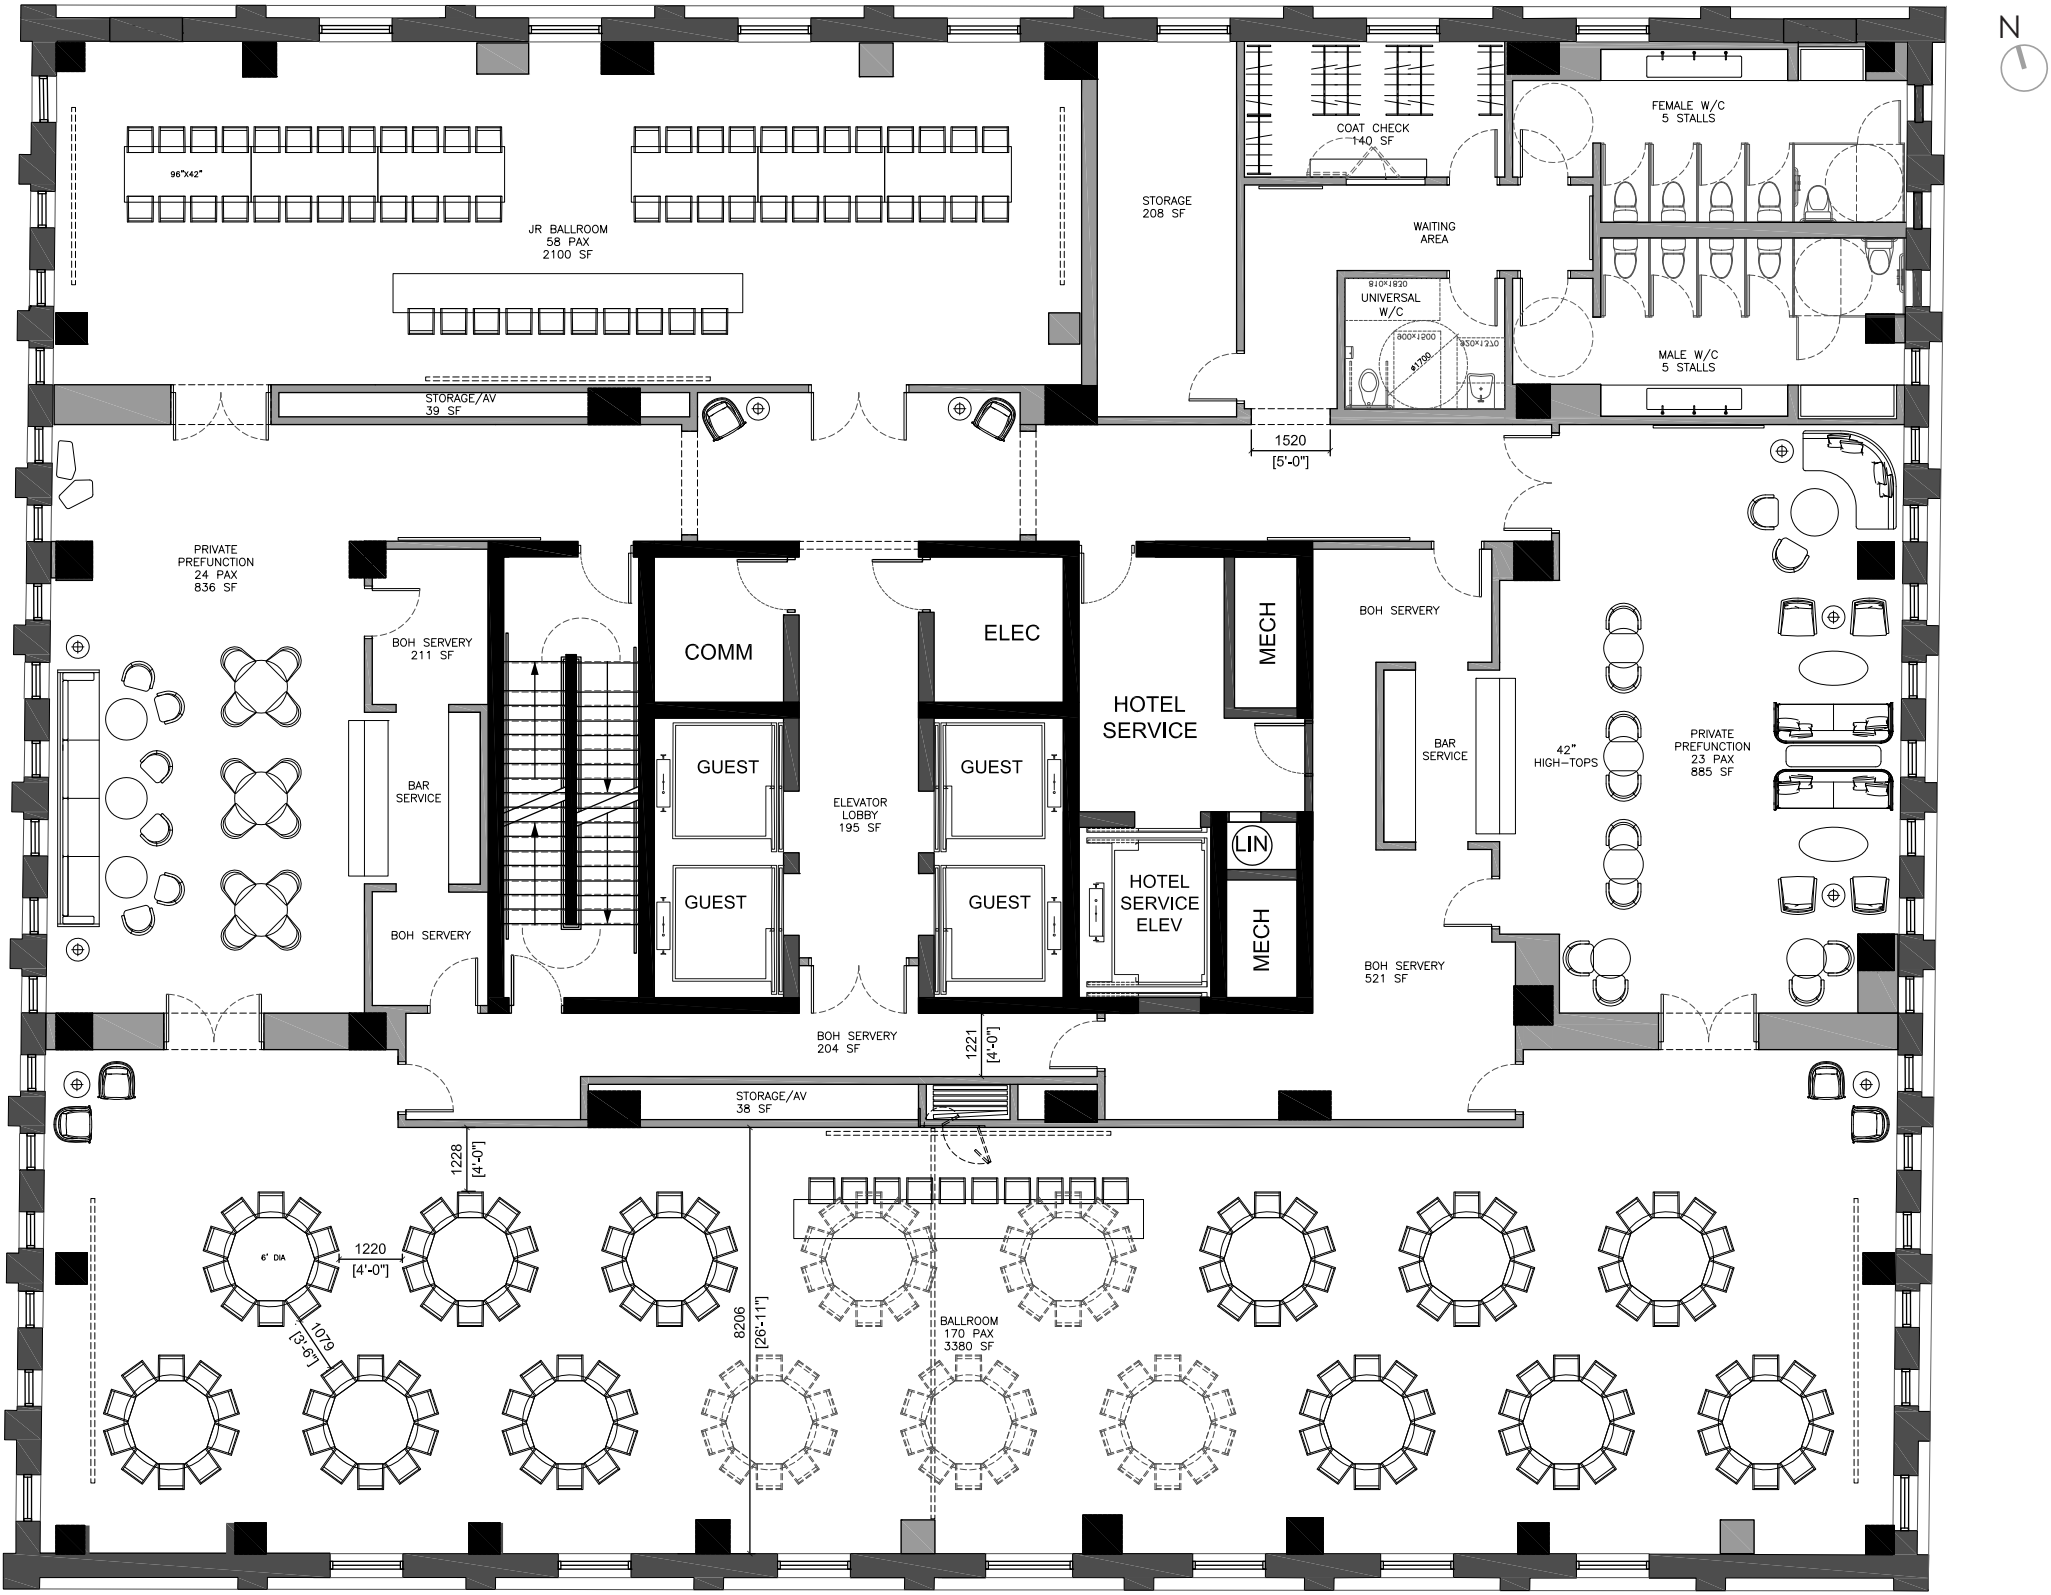 N
FEMALE W/C
5 STALLS
COAT CHECK
140 SF
96"X42"
STORAGE
208 SF
JR BALLROOM
58 PAX
2100 SF
WAITING
AREA
810x1830
UNIVERSAL
W/C
900x1500
920x1370
ø1700
MALE W/C
5 STALLS
STORAGE/AV
39 SF
1520
[5'-0"]
PRIVATE
PREFUNCTION
24 PAX
836 SF
BOH SERVERY
211 SF
COMM
ELEC
MECH
BOH SERVERY
HOTEL
SERVICE
42"
HIGH-TOPS
BAR
SERVICE
PRIVATE
PREFUNCTION
23 PAX
885 SF
GUEST
GUEST
BAR
SERVICE
ELEVATOR
LOBBY
195 SF
LIN
GUEST
GUEST
HOTEL
SERVICE
ELEV
MECH
BOH SERVERY
BOH SERVERY
521 SF
BOH SERVERY
204 SF
1221
[4'-0"]
STORAGE/AV
38 SF
1228
[4'-0"]
6' DIA
1220
[4'-0"]
1079
[3'-6"]
8206
[26'-11"]
BALLROOM
170 PAX
3380 SF